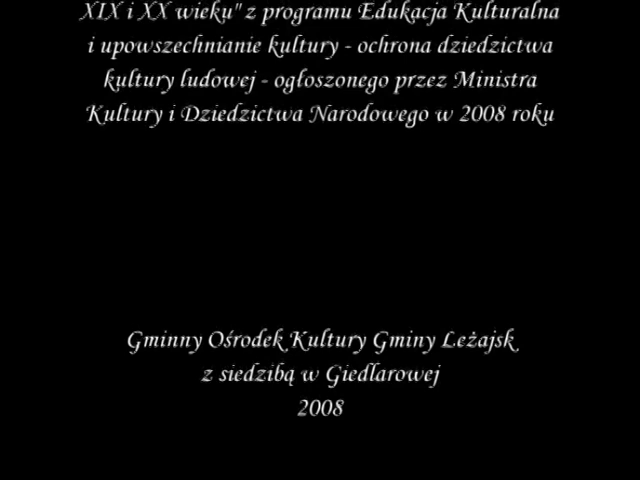 XIX i XX wieku" z programu Edukacja Kulturalna
i upowszechnianie kultury - ochrona dziedzictwa
kultury ludowej - ogłoszonego przez Ministra
Kultury i Dziedzictwa Narodowego w 2008 roku
Gminny Ośrodek Kultury Gminy Leżajsk
z siedzibą w Giedlarowej
2008